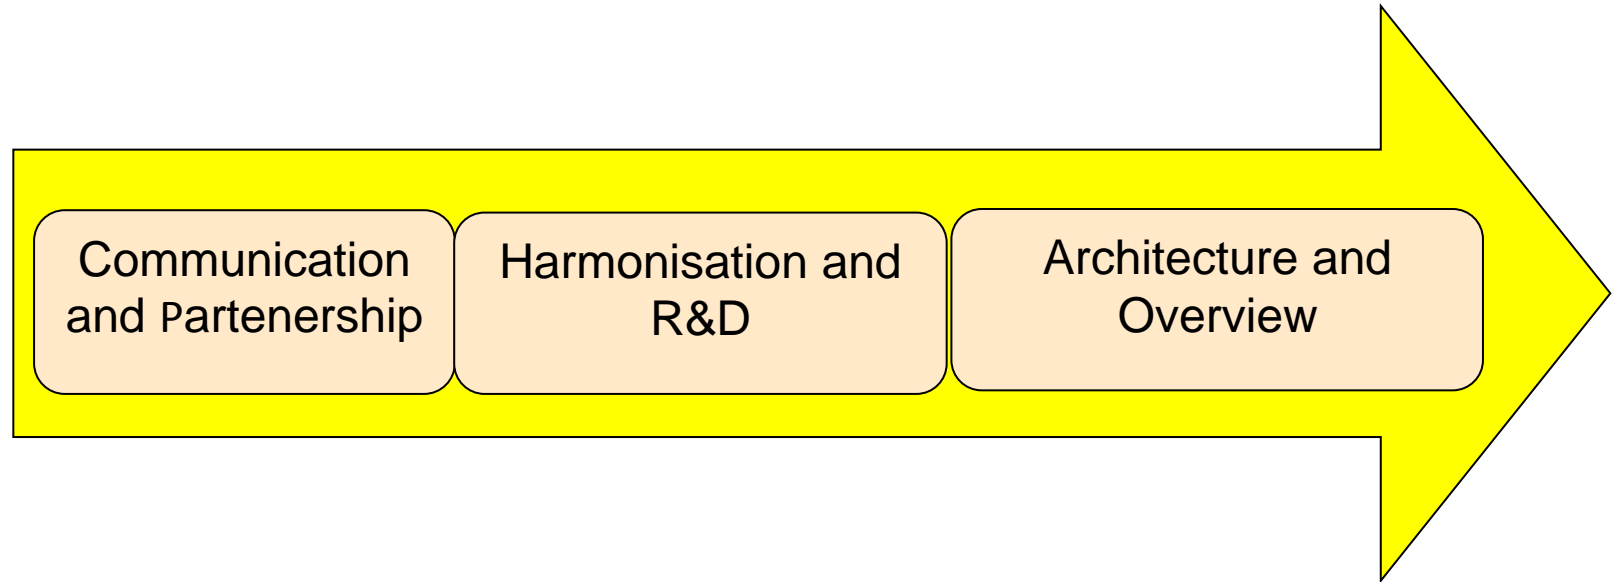 Communication
and Partenership
Harmonisation and
R&D
Architecture and
Overview